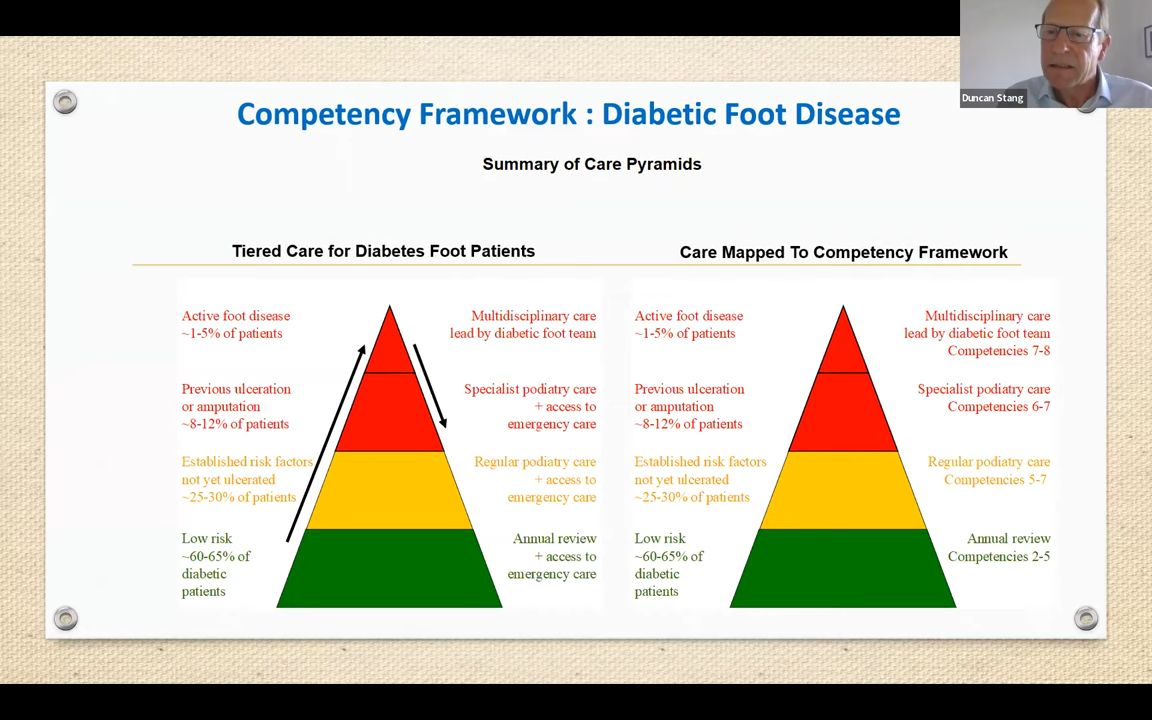 Duncan Stang
Competency Framework : Diabetic Foot Disease
Summary of Care Pyramids
Tiered Care for Diabetes Foot Patients
Active foot disease
~1-5% of patients
Multidisciplinary care
lead by diabetic foot team
Previous ulceration
or amputation
~8-12% of patients
Specialist podiatry care
+ access to
emergency care
Established risk factors
not yet ulcerated
~25-30% of patients
Regular podiatry care
+ access to
emergency care
Low risk
~60-65% of
diabetic
patients
Annual review
+ access to
emergency care
Care Mapped To Competency Framework
Active foot disease
~1-5% of patients
Multidisciplinary care
lead by diabetic foot team
Competencies 7-8
Previous ulceration
or amputation
~8-12% of patients
Specialist podiatry care
Competencies 6-7
Established risk factors
not yet ulcerated
~25-30% of patients
Regular podiatry care
Competencies 5-7
Low risk
~60-65% of
diabetic
patients
Annual review
Competencies 2-5